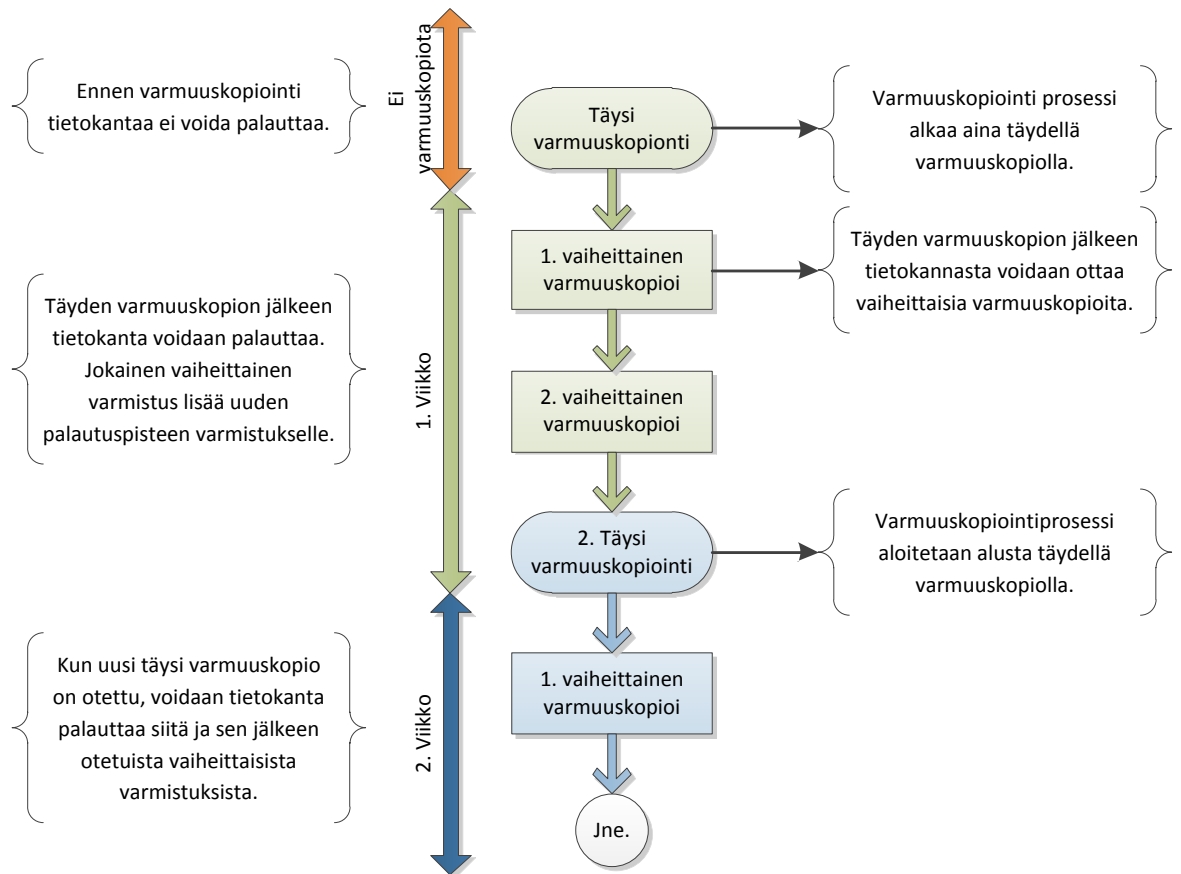 Ennen varmuuskopiointi
tietokantaa ei voida palauttaa.
Ei
varmuuskopiota
Täysi
varmuuskopionti
Varmuuskopiointi prosessi
alkaa aina täydellä
varmuuskopiolla.
1. vaiheittainen
varmuuskopioi
Täyden varmuuskopion jälkeen
tietokannasta voidaan ottaa
vaiheittaisia varmuuskopioita.
Täyden varmuuskopion jälkeen
tietokanta voidaan palauttaa.
Jokainen vaiheittainen
varmistus lisää uuden
palautuspisteen varmistukselle.
1. Viikko
2. vaiheittainen
varmuuskopioi
2. Täysi
varmuuskopiointi
Varmuuskopiointiprosessi
aloitetaan alusta täydellä
varmuuskopiolla.
Kun uusi täysi varmuuskopio
on otettu, voidaan tietokanta
palauttaa siitä ja sen jälkeen
otetuista vaiheittaisista
varmistuksista.
2. Viikko
1. vaiheittainen
varmuuskopioi
Jne.